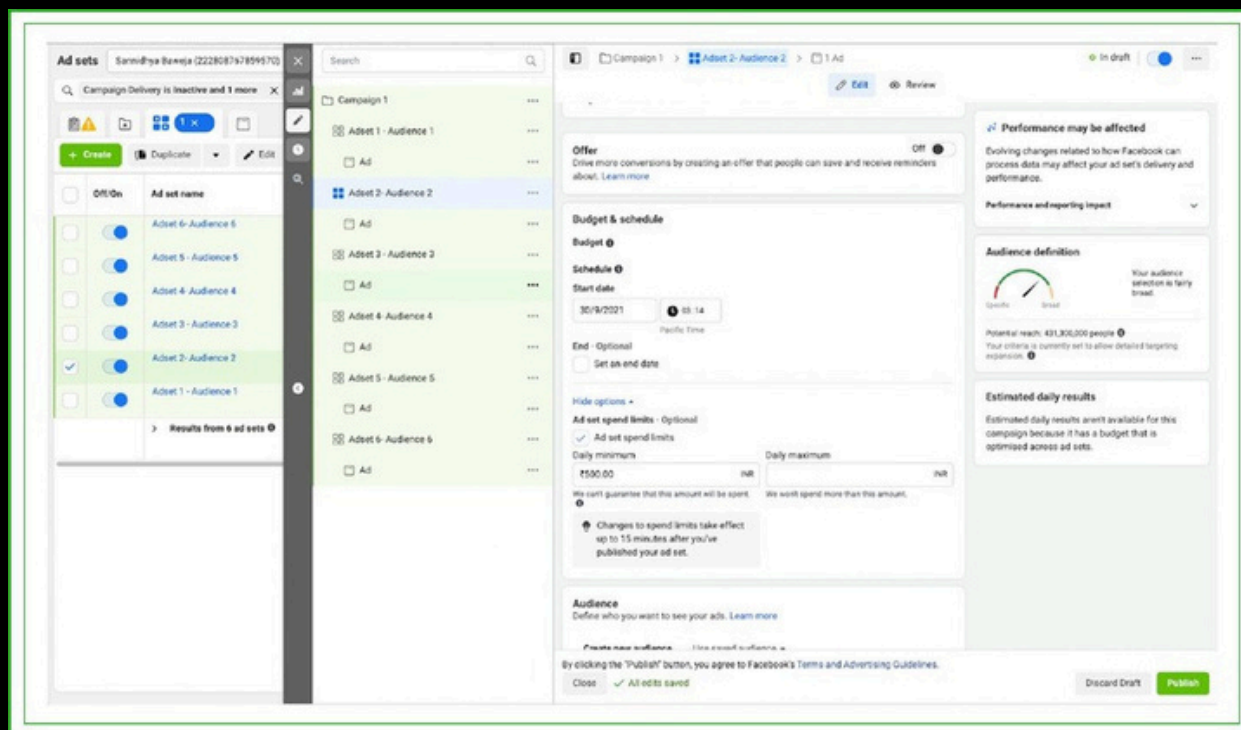 Ad sets
Campaign Delivery is Inactive and 1 more
1
+ Create
Duplicate
Edit
Off/On
Ad set name
Adset 6- Audience 6
Adset 5 - Audience 5
Adset 4- Audience 4
Adset 3 - Audience 3
Adset 2- Audience 2
Adset 1 - Audience 1
Results from 6 ad sets
Search
Campaign 1
Adset 1 - Audience 1
Ad
Adset 2- Audience 2
Ad
Adset 3 - Audience 3
Ad
Adset 4- Audience 4
Ad
Adset 5 - Audience 5
Ad
Adset 6- Audience 6
Ad
Campaign 1 > Adset 2- Audience 2 > 1 Ad
In draft
Edit
Review
Offer
Off
Drive more conversions by creating an offer that people can save and receive reminders
about. Learn more
Budget & schedule
Budget
Schedule
Start date
30/9/2021
Pacific Time
End - Optional
Set an end date
Hide options
Ad set spend limits - Optional
Ad set spend limits
Daily minimum
Daily maximum
₹500.00 INR
INR
We can't guarantee that this amount will be spent.
We won't spend more than this amount.
Changes to spend limits take effect
up to 15 minutes after you've
published your ad set.
Audience
Define who you want to see your ads. Learn more
Create new audience
Use saved audience
By clicking the "Publish" button, you agree to Facebook's Terms and Advertising Guidelines.
Close
All edits saved
Discard Draft
Publish
Performance may be affected
Evolving changes related to how Facebook can
process data may affect your ad set's delivery and
performance.
Performance and reporting impact
Audience definition
Specific
Broad
Your audience
selection is fairly
broad.
Potential reach: 431,300,000 people
Your criteria is currently set to allow detailed targeting
expansion.
Estimated daily results
Estimated daily results aren't available for this
campaign because it has a budget that is
optimised across ad sets.